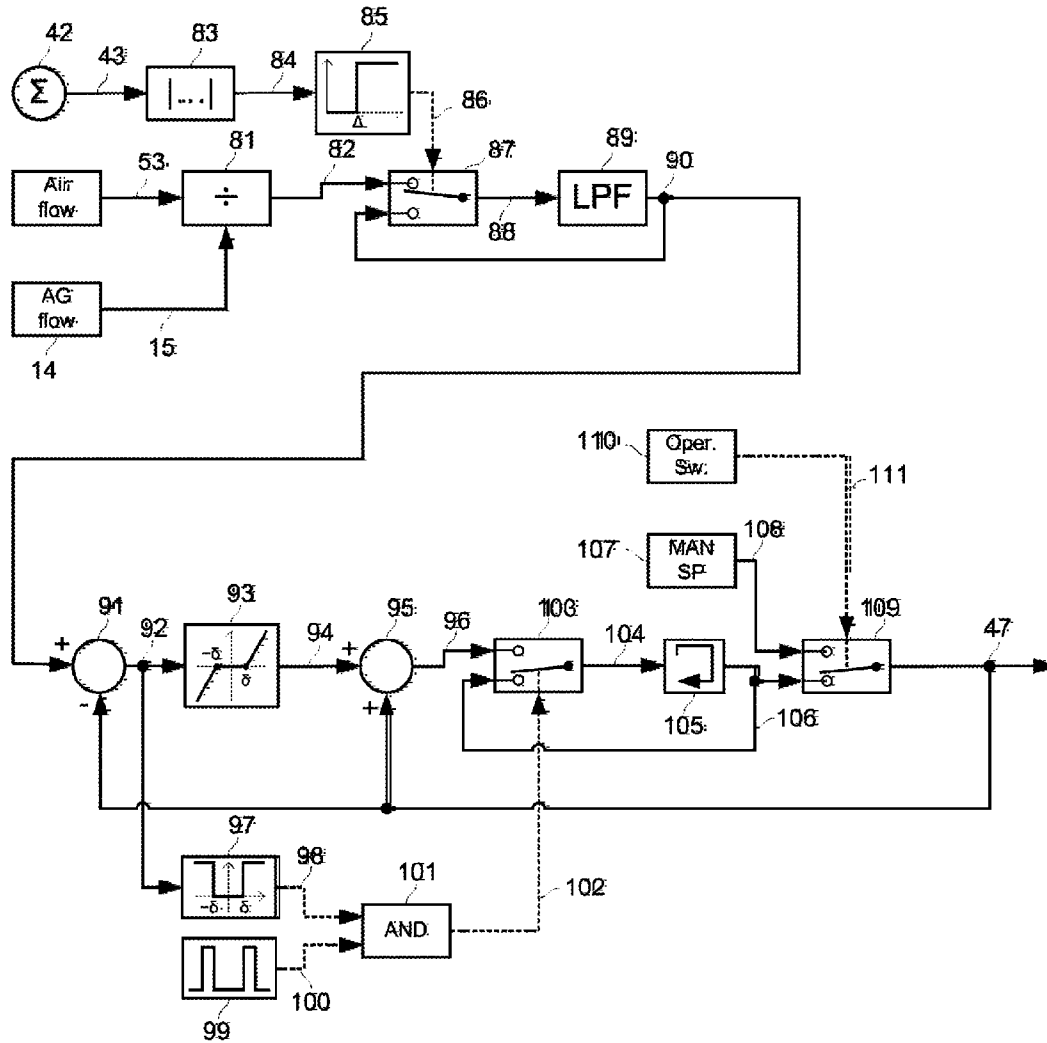 42
43
83
84
85
Σ
|...|
Δ
86
53
81
82
87
89
90
Air
flow
÷
LPF
88
AG
flow
14
15
110
Oper.
Sw.
111
107
MAN
SP
108
91
92
93
94
95
96
103
104
109
47
+
-δ
δ
+
-
+
105
106
97
98
-δ
δ
101
AND
102
99
100